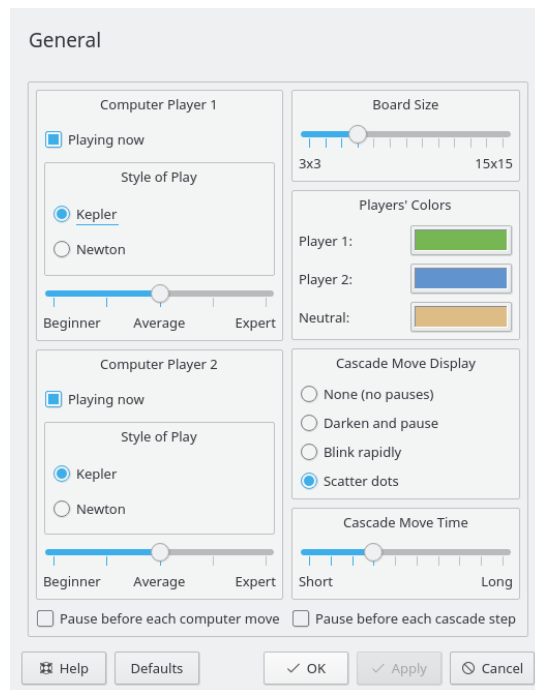 General
Computer Player 1
Playing now
Style of Play
Kepler
Newton
Beginner Average Expert
Computer Player 2
Playing now
Style of Play
Kepler
Newton
Beginner Average Expert
Board Size
3x3 15x15
Players' Colors
Player 1:
Player 2:
Neutral:
Cascade Move Display
None (no pauses)
Darken and pause
Blink rapidly
Scatter dots
Cascade Move Time
Short Long
Pause before each computer move Pause before each cascade step
Help Defaults OK Apply Cancel